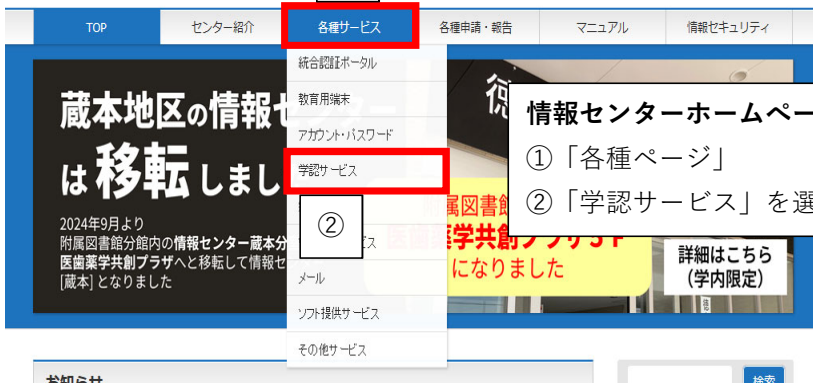 TOP センター紹介 各種サービス 各種申請・報告 マニュアル 情報セキュリティ
統合認証ポータル
教育用端末
アカウント・パスワード
学認サービス
②
メール
ソフト提供サービス
その他サービス
蔵本地区の情報セ
は移転しまし
2024年9月より
附属図書館分館内の情報センター蔵本分
医歯薬学共創プラザへと移転して情報セ
[蔵本] となりました
徳
情報センターホームペー
①「各種ページ」
②「学認サービス」を選
属図書館
歯薬学共創プラザ5F
になりました
詳細はこちら
(学内限定)
お知らせ
検索